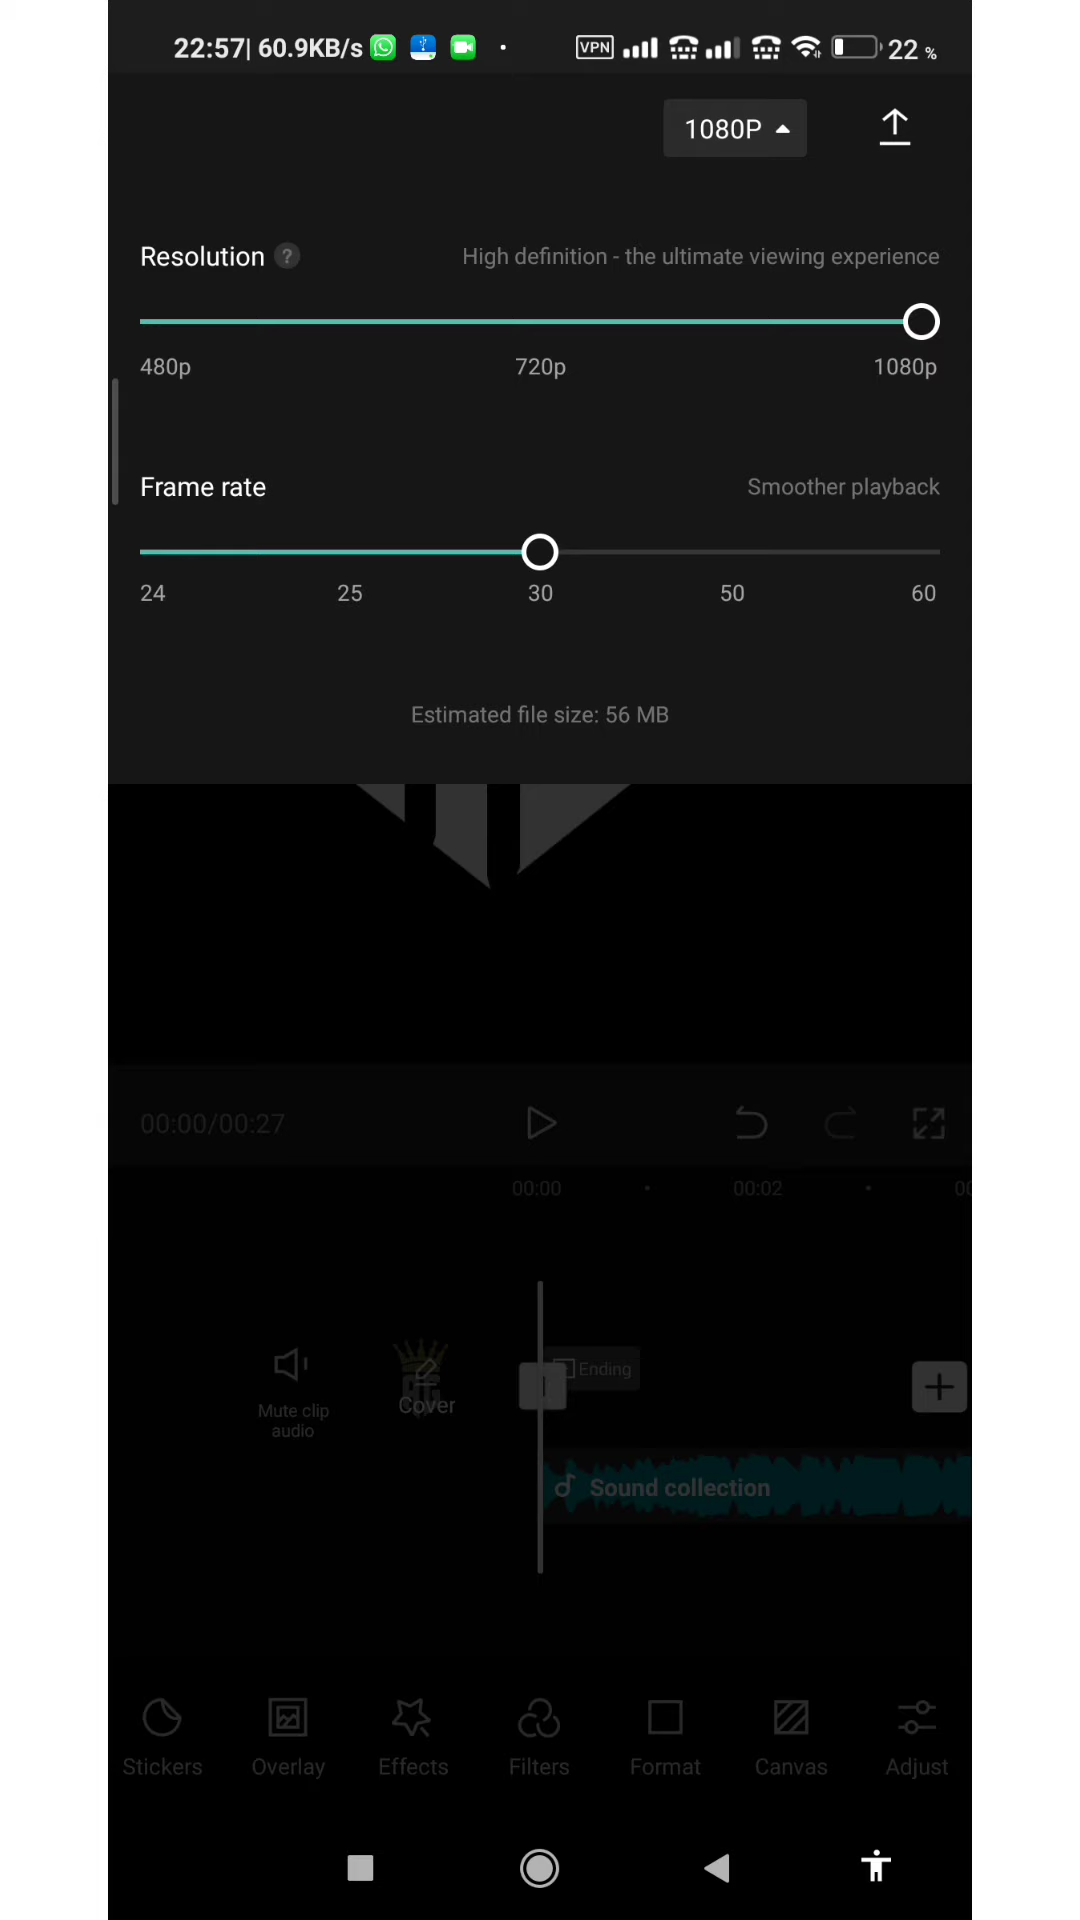 22:57| 60.9KB/s VPN 22 %
1080P
Resolution ? High definition - the ultimate viewing experience
480p 720p 1080p
Frame rate Smoother playback
24 25 30 50 60
Estimated file size: 56 MB
00:00/00:27
00:00 00:02
Ending
Cover
Mute clip
audio
Sound collection
Stickers Overlay Effects Filters Format Canvas Adjust